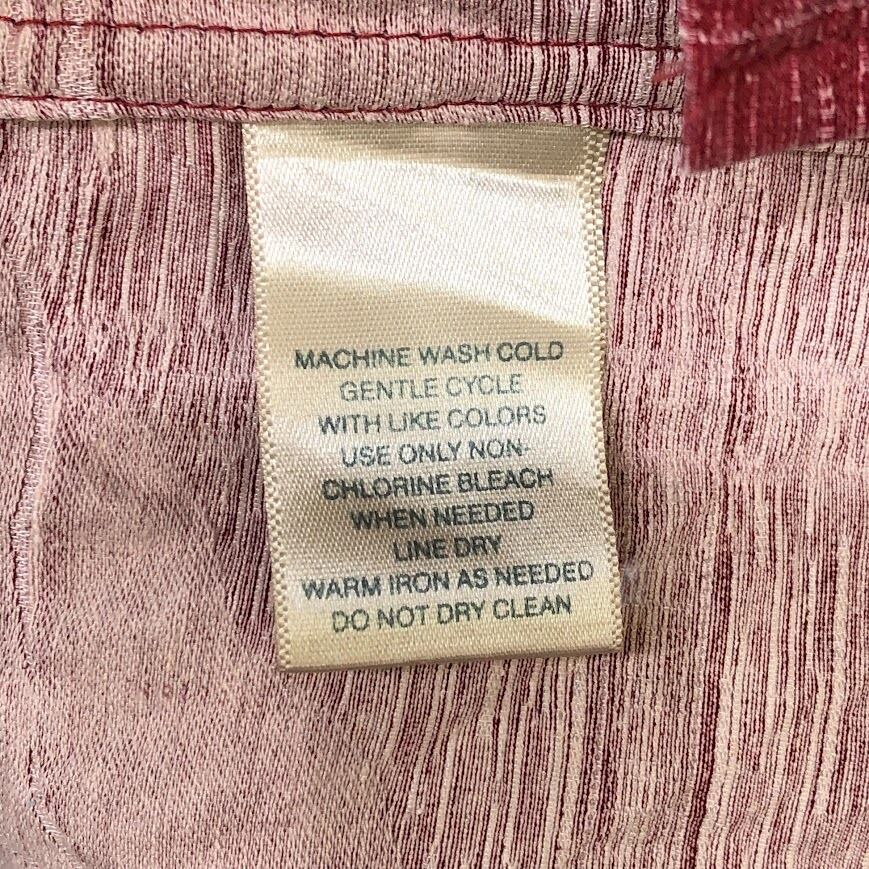 MACHINE WASH COLD
GENTLE CYCLE
WITH LIKE COLORS
USE ONLY NON-
CHLORINE BLEACH
WHEN NEEDED
LINE DRY
WARM IRON AS NEEDED
DO NOT DRY CLEAN